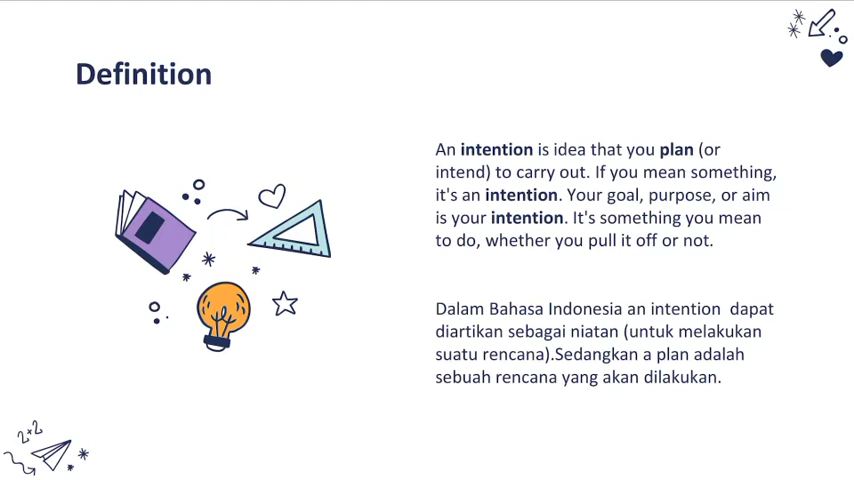 Definition
An intention is idea that you plan (or
intend) to carry out. If you mean something,
it's an intention. Your goal, purpose, or aim
is your intention. It's something you mean
to do, whether you pull it off or not.
Dalam Bahasa Indonesia an intention  dapat
diartikan sebagai niatan (untuk melakukan
suatu rencana).Sedangkan a plan adalah
sebuah rencana yang akan dilakukan.
2+2